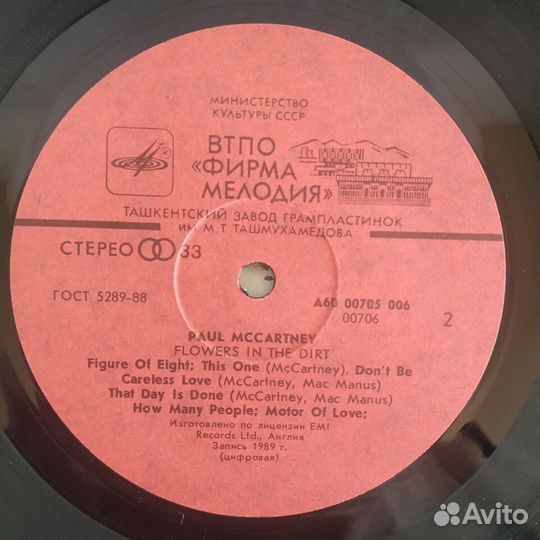 МИНИСТЕРСТВО
КУЛЬТУРЫ СССР
ВТПО
«ФИРМА
МЕЛОДИЯ»
ТАШКЕНТСКИЙ ЗАВОД ГРАМПЛАСТИНОК
ИМ. М. Т. ТАШМУХАМЕДОВА
СТЕРЕО 33
ГОСТ 5289-88
А60 00705 006
00706
2
PAUL MCCARTNEY
FLOWERS IN THE DIRT
Figure Of Eight; This One (McCartney). Don't Be
Careless Love (McCartney, Mac Manus)
That Day Is Done (McCartney, Mac Manus)
How Many People; Motor Of Love;
Изготовлено по лицензии EMI
Records Ltd., Англия
Запись 1989 г.
(цифровая)
Avito